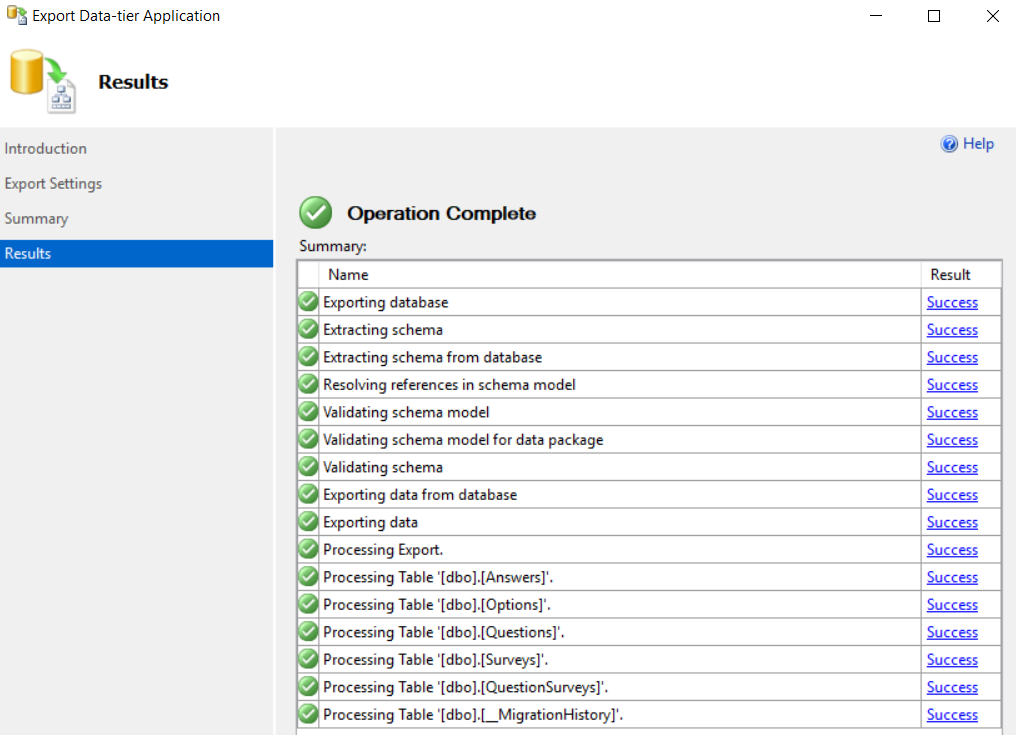 Export Data-tier Application
Results
Introduction
Export Settings
Summary
Results
Help
Operation Complete
Summary:
Name Result
Exporting database Success
Extracting schema Success
Extracting schema from database Success
Resolving references in schema model Success
Validating schema model Success
Validating schema model for data package Success
Validating schema Success
Exporting data from database Success
Exporting data Success
Processing Export. Success
Processing Table '[dbo].[Answers]'. Success
Processing Table '[dbo].[Options]'. Success
Processing Table '[dbo].[Questions]'. Success
Processing Table '[dbo].[Surveys]'. Success
Processing Table '[dbo].[QuestionSurveys]'. Success
Processing Table '[dbo].[__MigrationHistory]'. Success